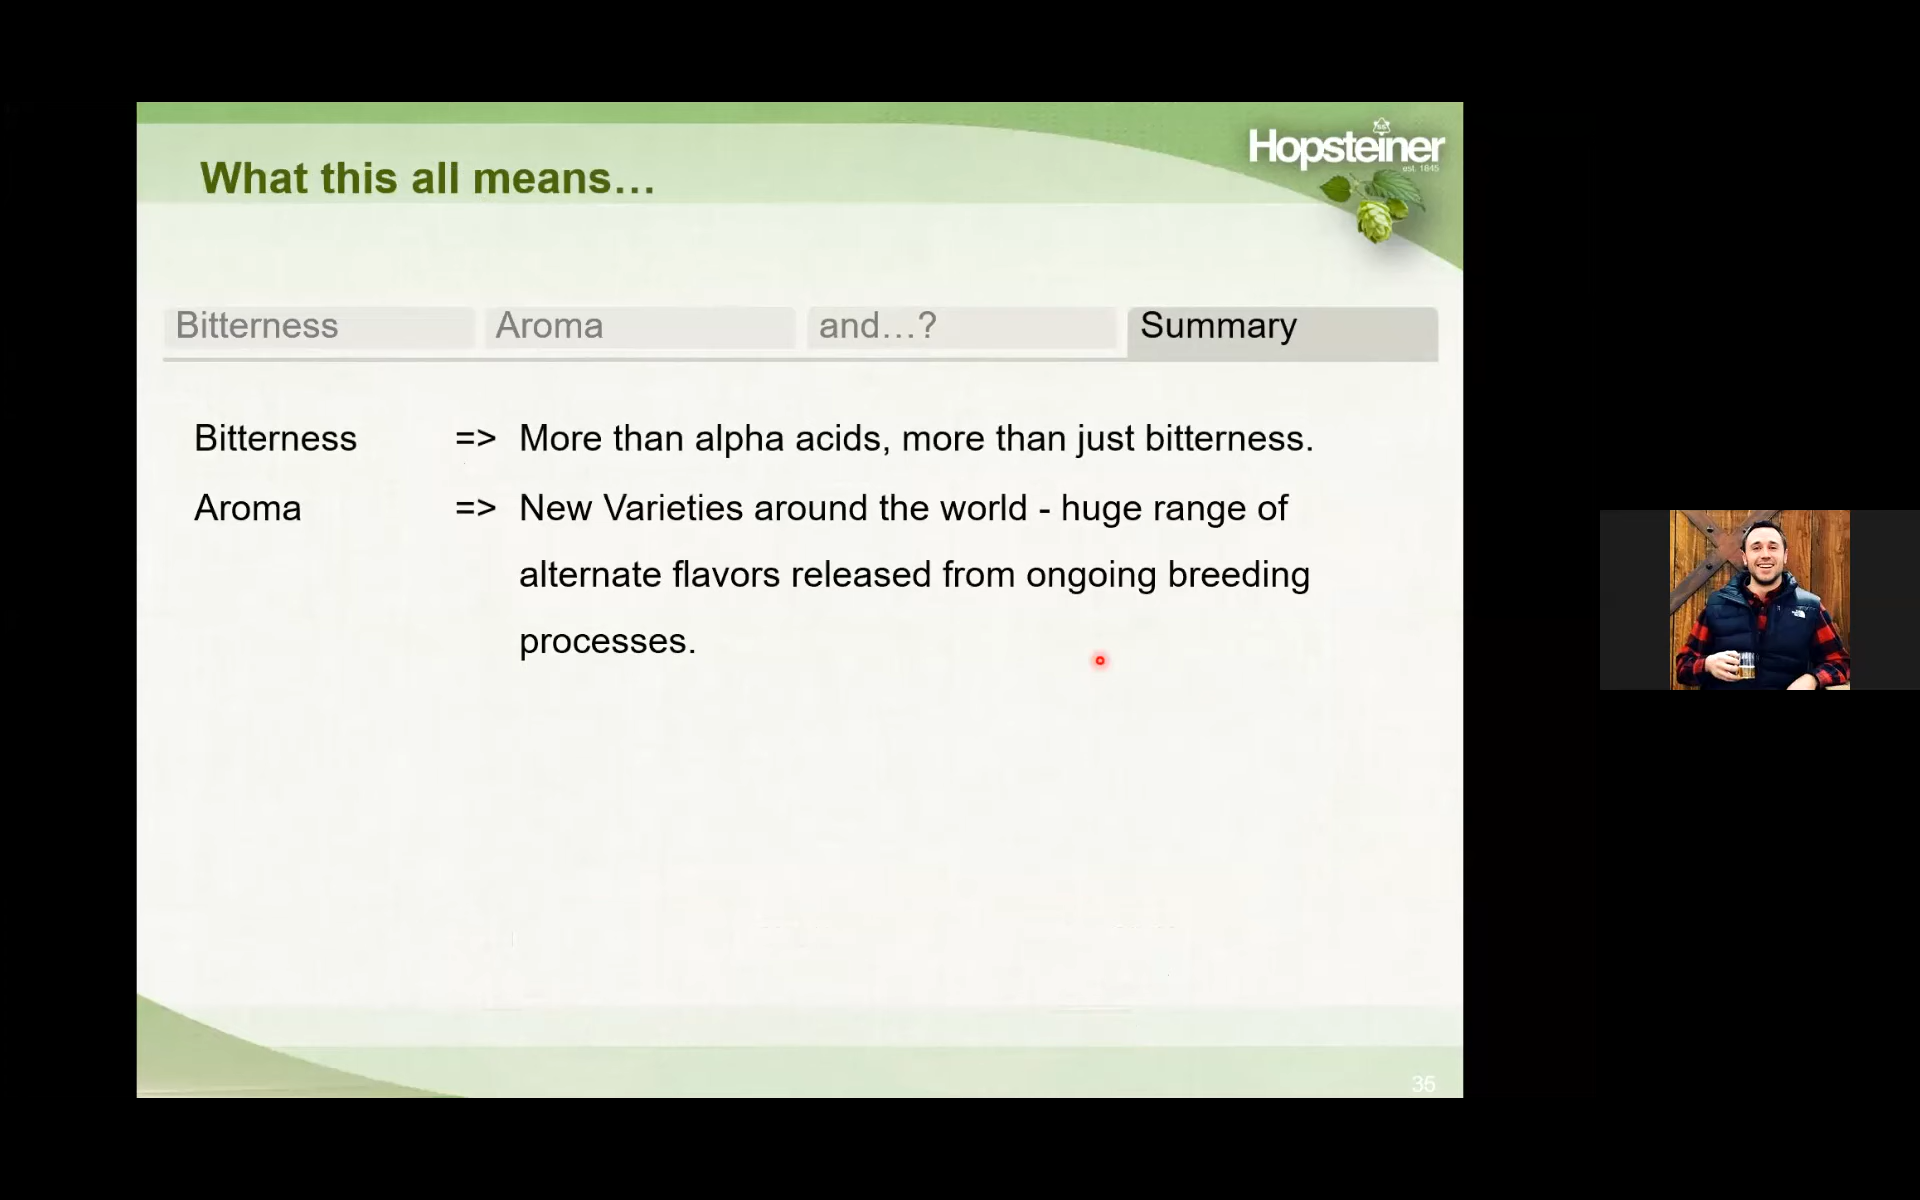 Hopsteiner
est. 1845
What this all means…
Bitterness Aroma and…? Summary
Bitterness => More than alpha acids, more than just bitterness.
Aroma => New Varieties around the world - huge range of
alternate flavors released from ongoing breeding
processes.
35